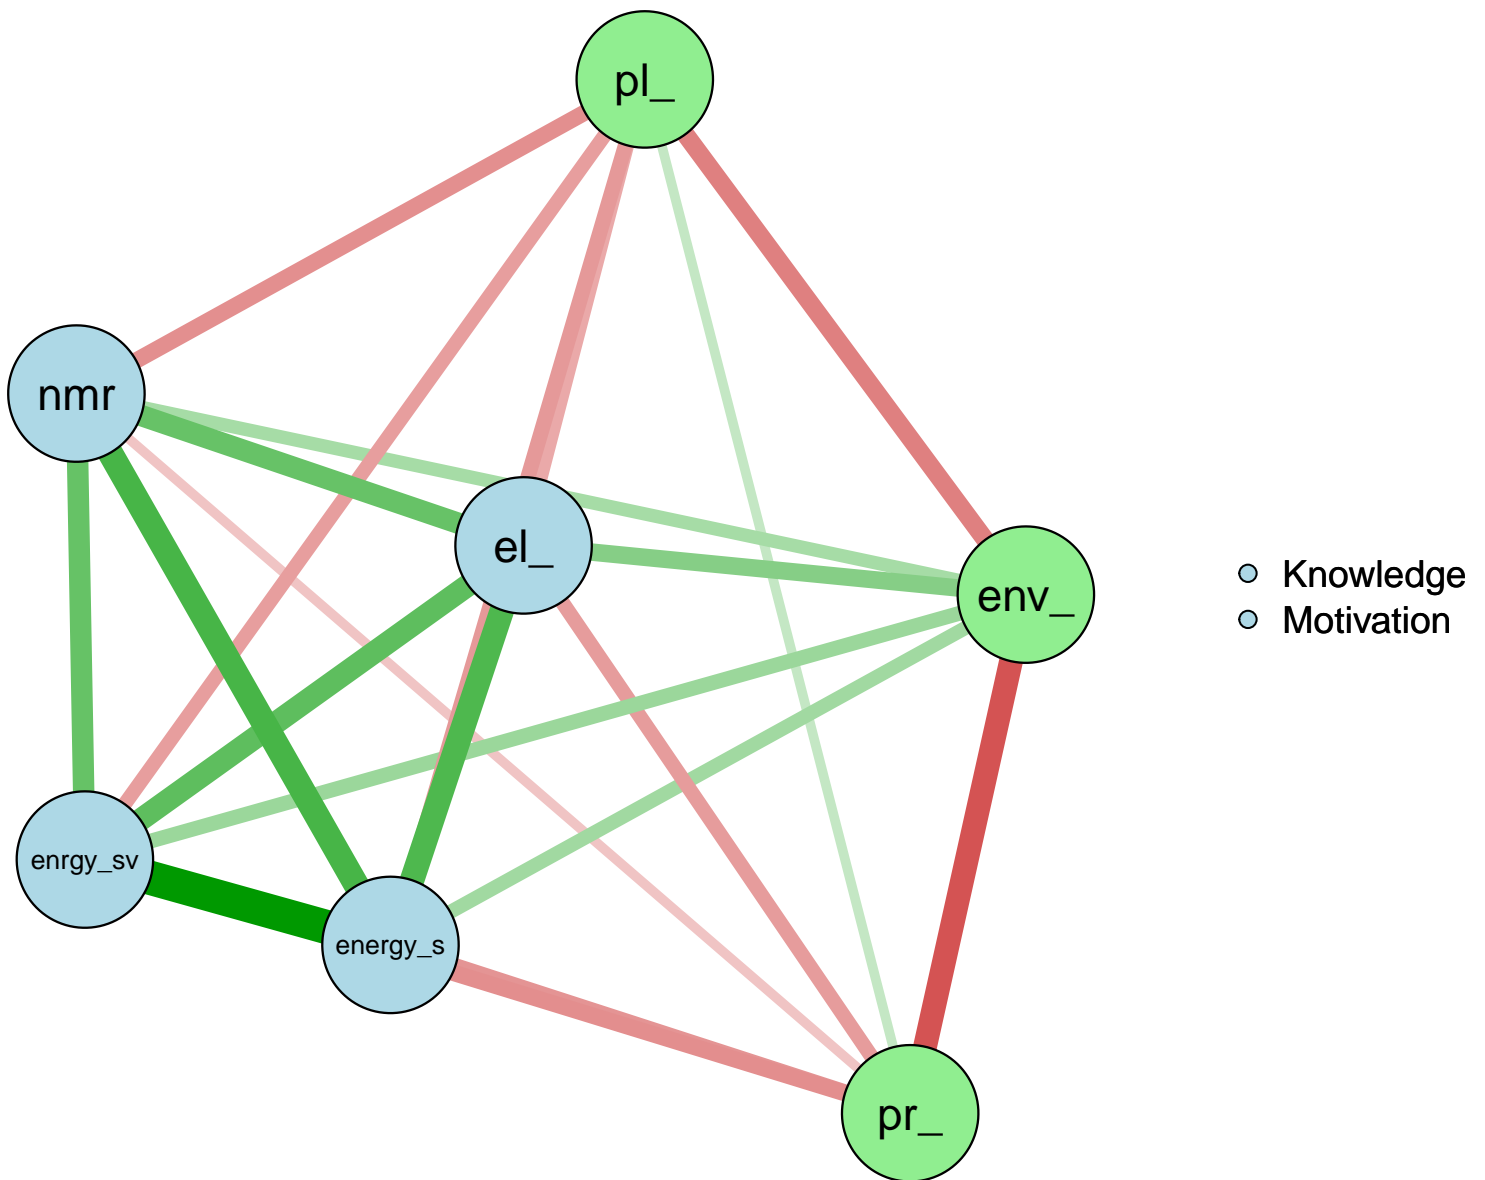 pl_
nmr
el_
env_
Knowledge
Motivation
enrgy_sv
energy_s
pr_